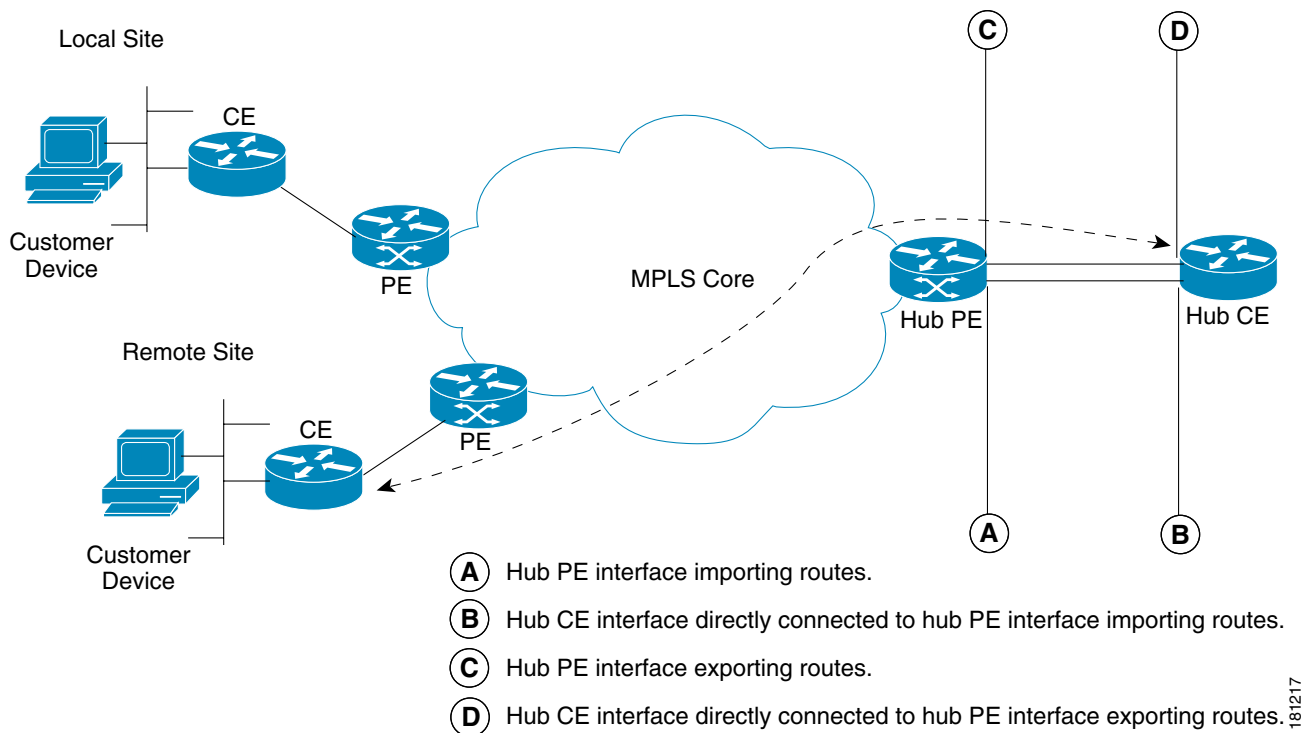 C
D
Local Site
CE
Customer
Device
PE
MPLS Core
Hub PE
Hub CE
Remote Site
CE
PE
Customer
Device
A
B
A Hub PE interface importing routes.
B Hub CE interface directly connected to hub PE interface importing routes.
C Hub PE interface exporting routes.
D Hub CE interface directly connected to hub PE interface exporting routes.
181217